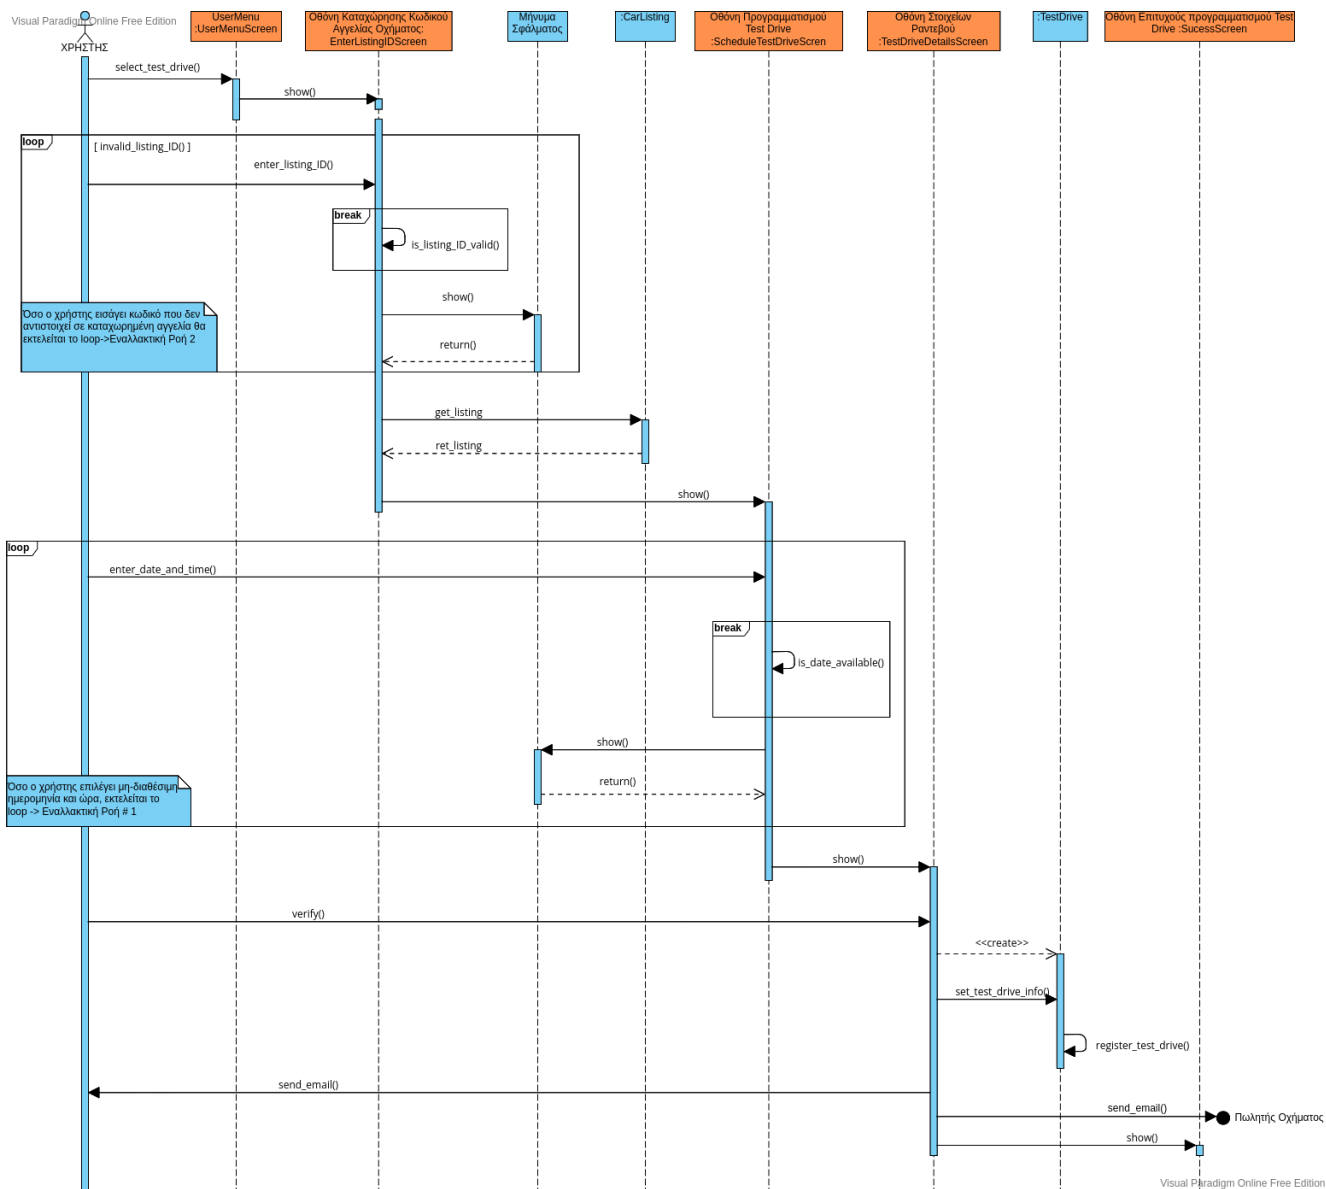 Visual Paradigm Online Free Edition
ΧΡΗΣΤΗΣ
UserMenu
:UserMenuScreen
Οθόνη Καταχώρησης Κωδικού
Αγγελίας Οχήματος:
EnterListingIDScreen
Μήνυμα
Σφάλματος
:CarListing
Οθόνη Προγραμματισμού
Test Drive
:ScheduleTestDriveScren
Οθόνη Στοιχείων
Ραντεβού
:TestDriveDetailsScreen
:TestDrive
Οθόνη Επιτυχούς προγραμματισμού Test
Drive :SucessScreen
select_test_drive()
show()
loop
[ invalid_listing_ID() ]
enter_listing_ID()
break
is_listing_ID_valid()
show()
Όσο ο χρήστης εισάγει κωδικό που δεν
αντιστοιχεί σε καταχωρημένη αγγελία θα
εκτελείται το loop->Εναλλακτική Ροή 2
return()
get_listing
ret_listing
show()
loop
enter_date_and_time()
break
is_date_available()
show()
return()
Όσο ο χρήστης επιλέγει μη-διαθέσιμη
ημερομηνία και ώρα, εκτελείται το
loop -> Εναλλακτική Ροή # 1
show()
verify()
<<create>>
set_test_drive_info()
register_test_drive()
send_email()
send_email()
Πωλητής Οχήματος
show()
Visual Paradigm Online Free Edition